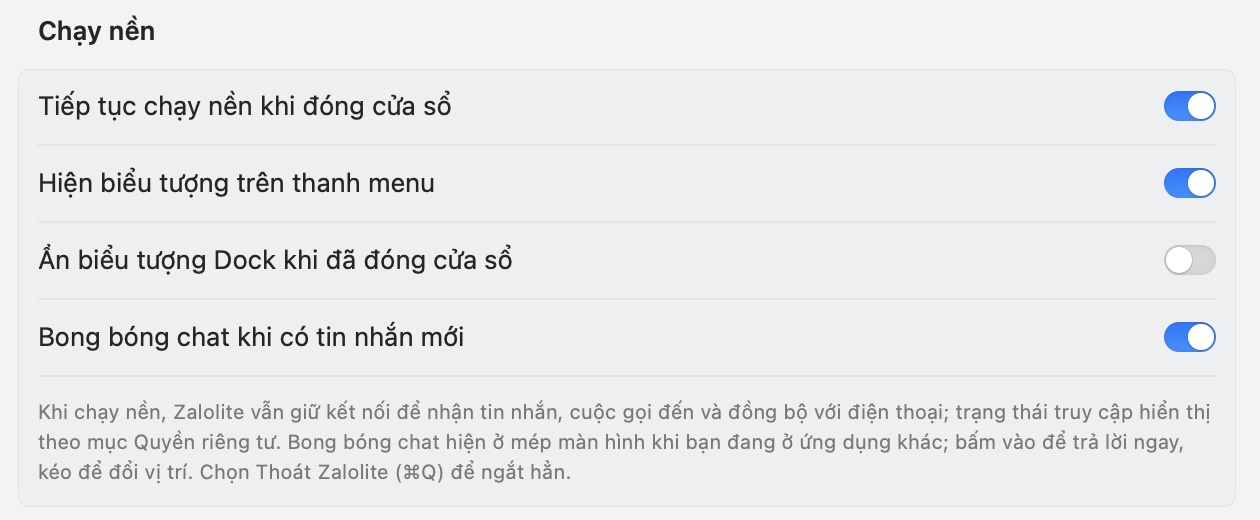 Chạy nền
Tiếp tục chạy nền khi đóng cửa sổ
Hiện biểu tượng trên thanh menu
Ẩn biểu tượng Dock khi đã đóng cửa sổ
Bong bóng chat khi có tin nhắn mới
Khi chạy nền, Zalolite vẫn giữ kết nối để nhận tin nhắn, cuộc gọi đến và đồng bộ với điện thoại; trạng thái truy cập hiển thị
theo mục Quyền riêng tư. Bong bóng chat hiện ở mép màn hình khi bạn đang ở ứng dụng khác; bấm vào để trả lời ngay,
kéo để đổi vị trí. Chọn Thoát Zalolite (⌘Q) để ngắt hẳn.